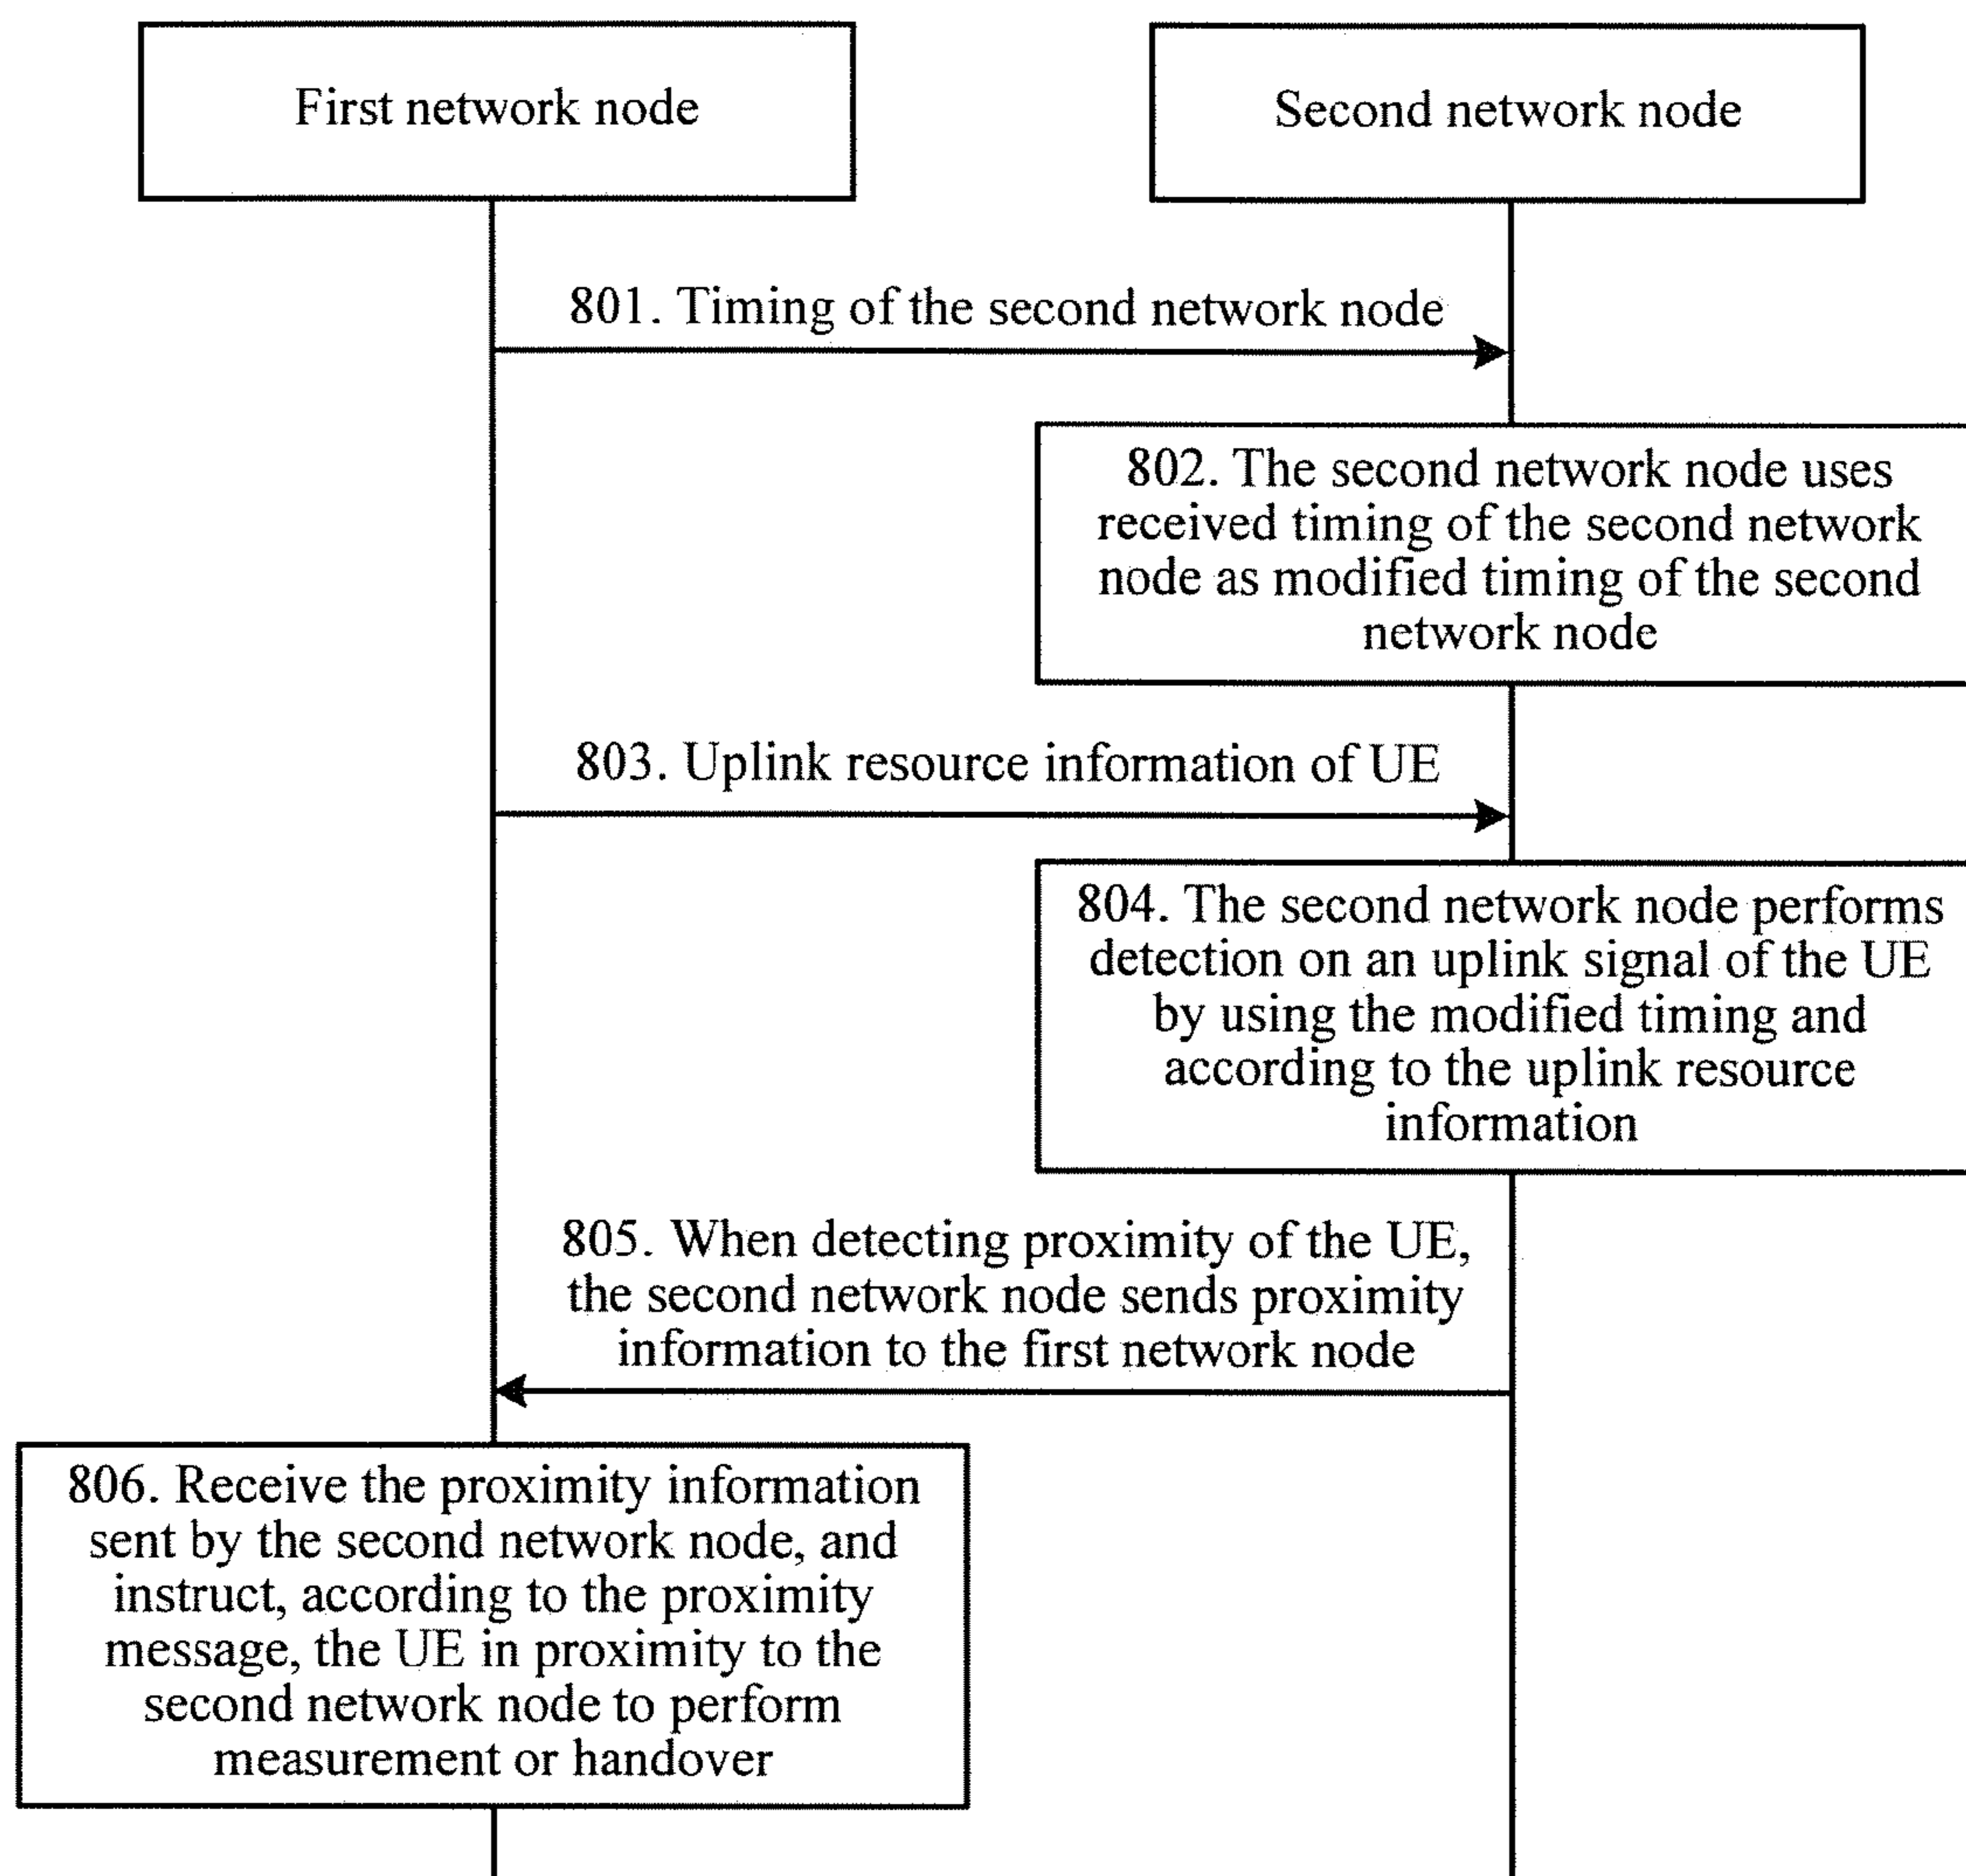 First network node
Second network node
801. Timing of the second network node
802. The second network node uses
received timing of the second network
node as modified timing of the second
network node
803. Uplink resource information of UE
804. The second network node performs
detection on an uplink signal of the UE
by using the modified timing and
according to the uplink resource
information
805. When detecting proximity of the UE,
the second network node sends proximity
information to the first network node
806. Receive the proximity information
sent by the second network node, and
instruct, according to the proximity
message, the UE in proximity to the
second network node to perform
measurement or handover